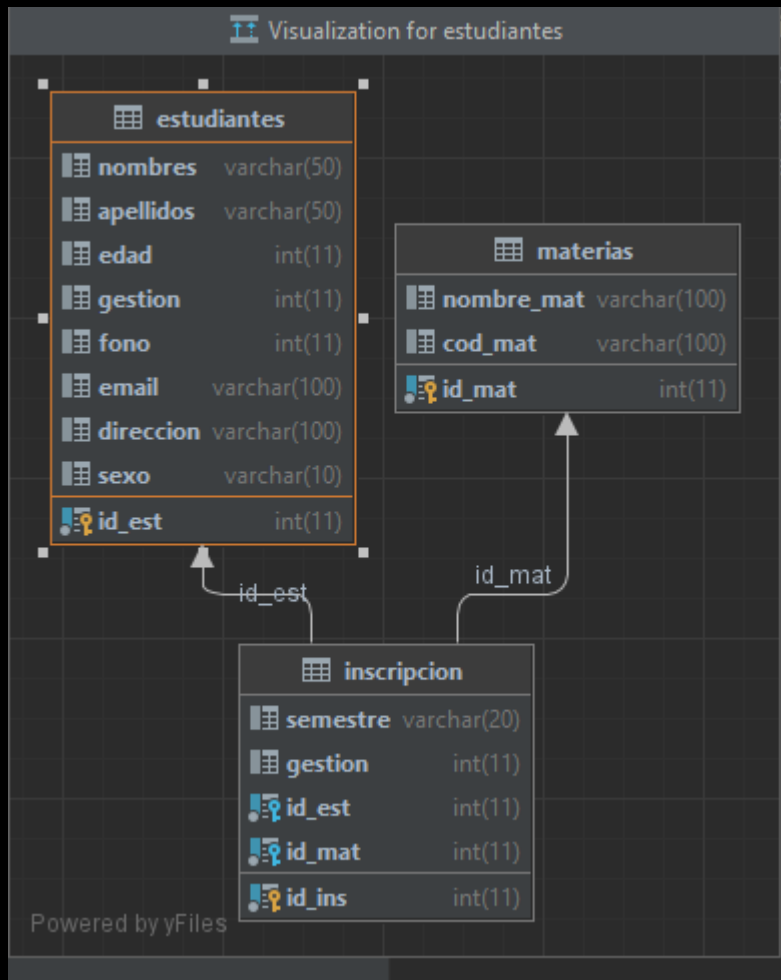 Visualization for estudiantes
estudiantes
nombres varchar(50)
apellidos varchar(50)
edad int(11)
gestion int(11)
fono int(11)
email varchar(100)
direccion varchar(100)
sexo varchar(10)
id_est int(11)
materias
nombre_mat varchar(100)
cod_mat varchar(100)
id_mat int(11)
id_est
id_mat
inscripcion
semestre varchar(20)
gestion int(11)
id_est int(11)
id_mat int(11)
id_ins int(11)
Powered by yFiles